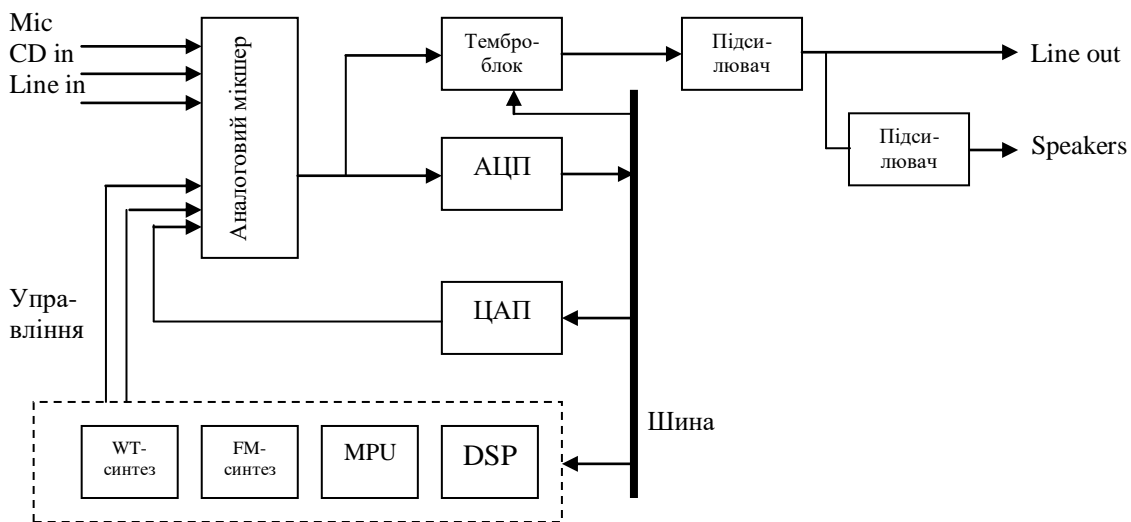 Mic
CD in
Line in
Аналоговий мікшер
Тембро-
блок
Підси-
лювач
Line out
Підси-
лювач
Speakers
АЦП
ЦАП
Упра-
вління
Шина
WT-
синтез
FM-
синтез
MPU
DSP